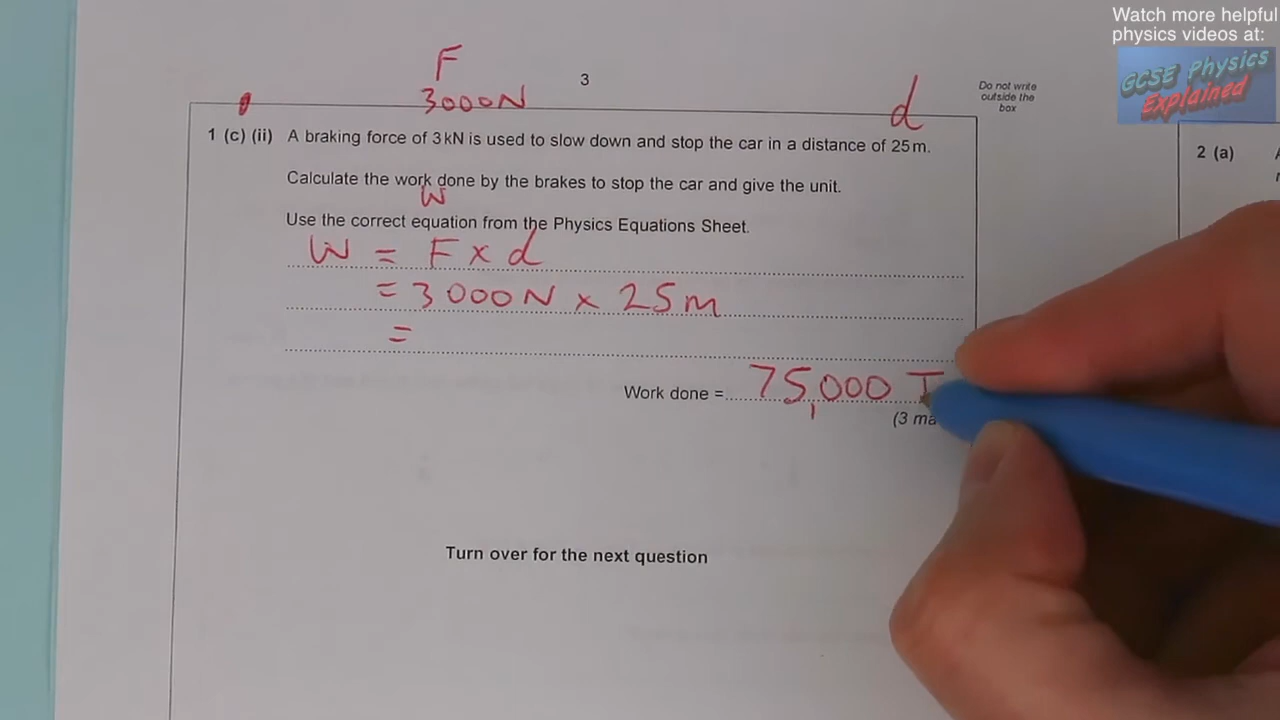 Watch more helpful
physics videos at:
GCSE Physics
Explained
F
3
3000N
d
Do not write
outside the
box
1 (c) (ii) A braking force of 3 kN is used to slow down and stop the car in a distance of 25 m.
2 (a)
Calculate the work done by the brakes to stop the car and give the unit.
W
Use the correct equation from the Physics Equations Sheet.
W = F x d
= 3000N x 25m
=
Work done = 75,000 J
(3 ma
Turn over for the next question